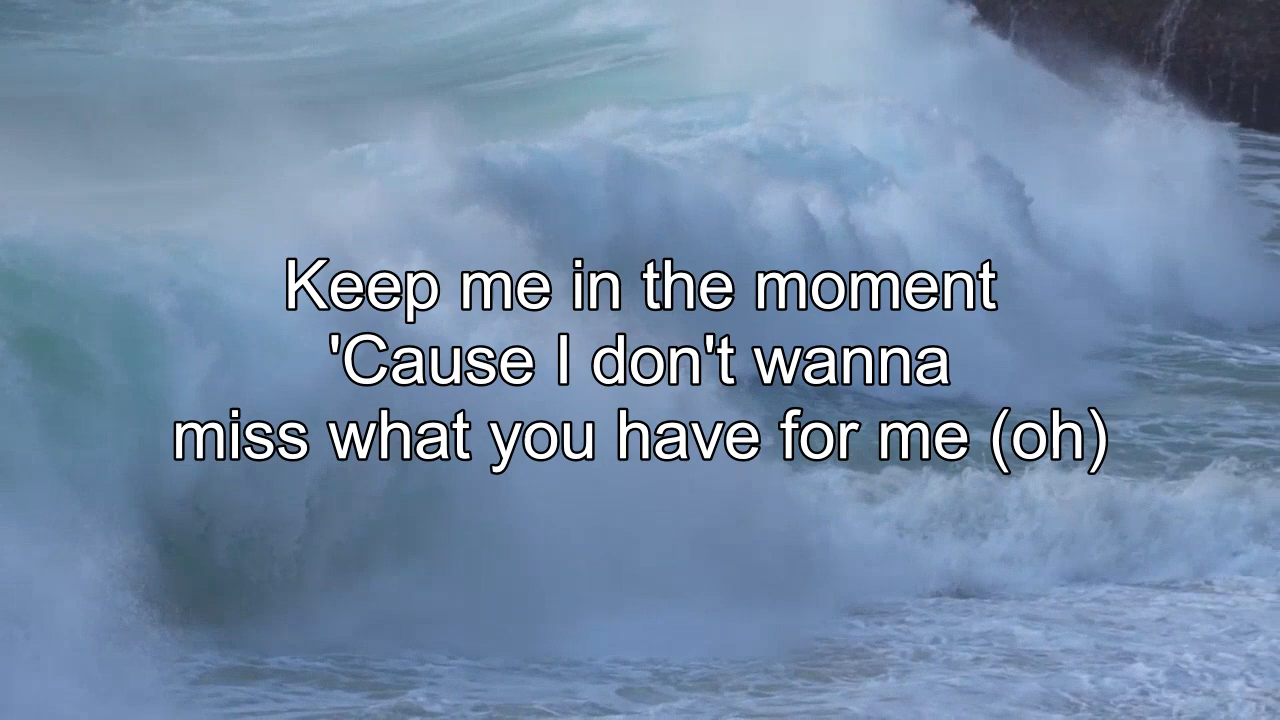 Keep me in the moment
'Cause I don't wanna
miss what you have for me (oh)